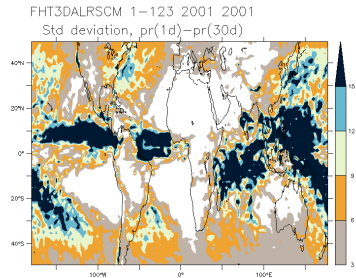 FHT3DALRSCM 1-123 2001 2001
Std deviation, pr(1d)-pr(30d)
40°N
20°N
0°
20°S
40°S
100°W
0°
100°E
15
12
9
6
3